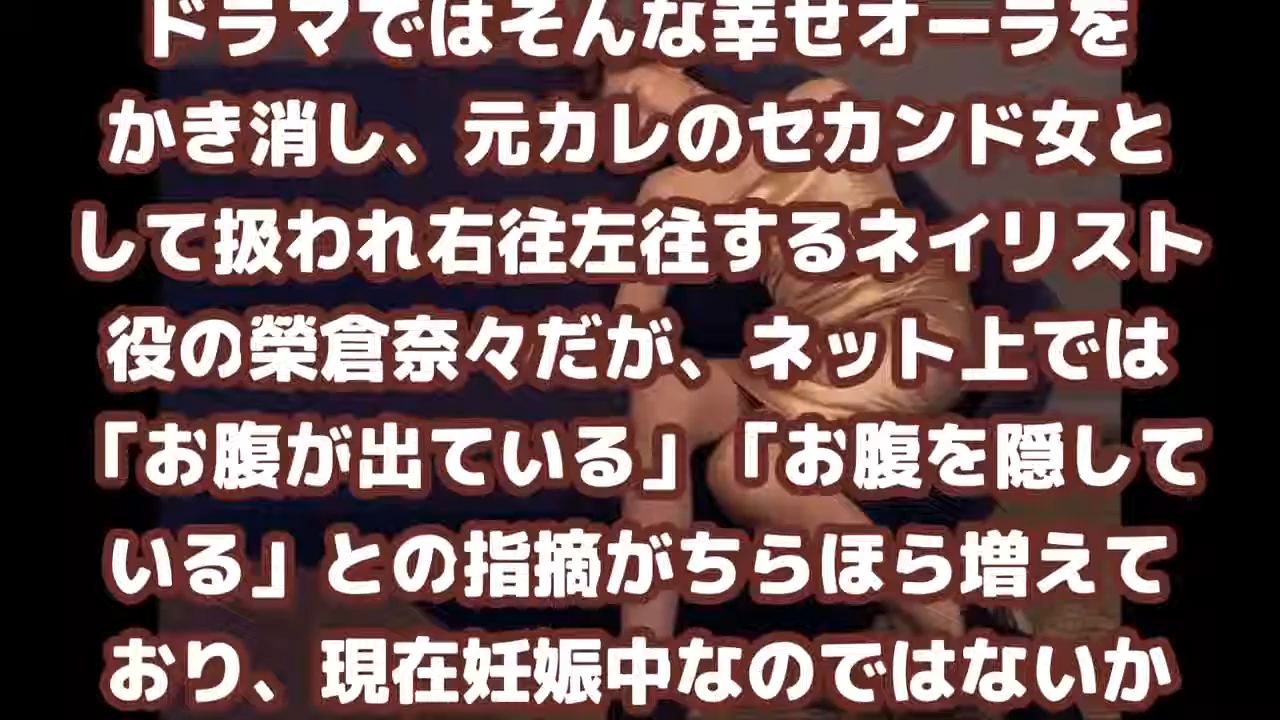 ドラマではそんな幸せオーラを
かき消し、元カレのセカンド女と
して扱われ右往左往するネイリスト
役の榮倉奈々だが、ネット上では
「お腹が出ている」「お腹を隠して
いる」との指摘がちらほら増えて
おり、現在妊娠中なのではないか